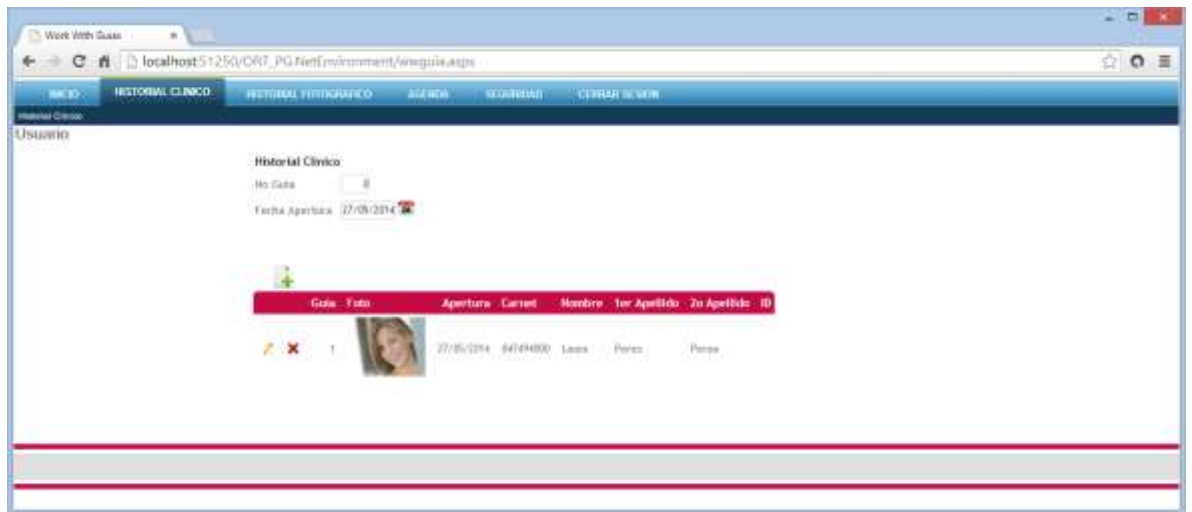 Work With Guias
localhost:51250/ORT_PG.NetEnvironment/wwguia.aspx
INICIO HISTORIAL CLINICO HISTORIAL FOTOGRAFICO AGENDA SEGURIDAD CERRAR SESION
Historial Clinico
Usuario
Historial Clinico
No Guia 0
Fecha Apertura 27/05/2014
Guia Foto Apertura Carnet Nombre 1er Apellido 2o Apellido ID
1 27/05/2014 Laura Perez